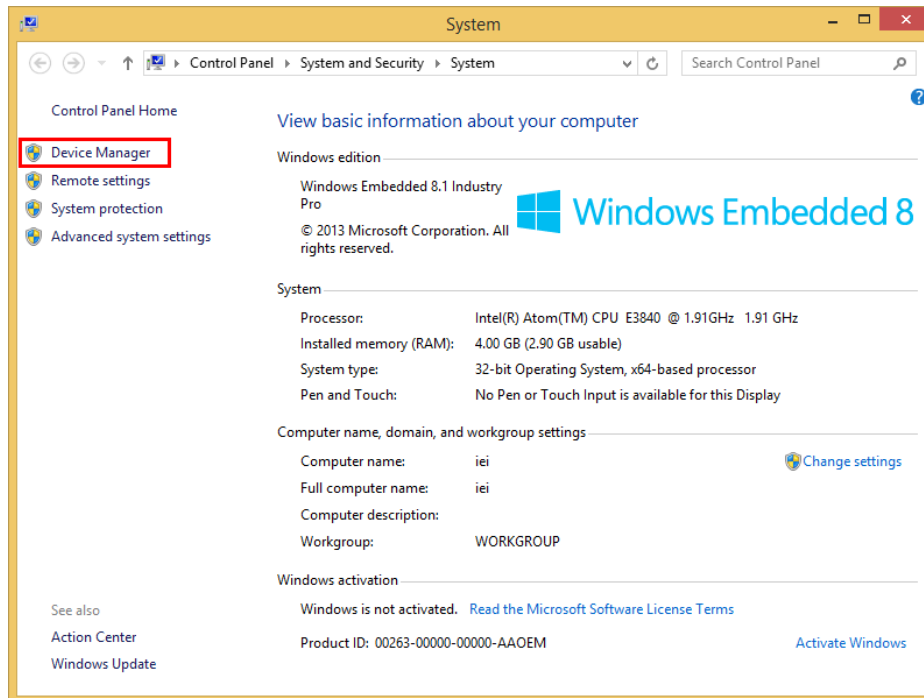 System
Control Panel System and Security System
Search Control Panel
?
Control Panel Home
Device Manager
Remote settings
System protection
Advanced system settings
See also
Action Center
Windows Update
View basic information about your computer
Windows edition
Windows Embedded 8.1 Industry
Pro
© 2013 Microsoft Corporation. All
rights reserved.
Windows Embedded 8
System
Processor: Intel(R) Atom(TM) CPU E3840 @ 1.91GHz 1.91 GHz
Installed memory (RAM): 4.00 GB (2.90 GB usable)
System type: 32-bit Operating System, x64-based processor
Pen and Touch: No Pen or Touch Input is available for this Display
Computer name, domain, and workgroup settings
Computer name: iei
Change settings
Full computer name: iei
Computer description:
Workgroup: WORKGROUP
Windows activation
Windows is not activated. Read the Microsoft Software License Terms
Product ID: 00263-00000-00000-AAOEM
Activate Windows